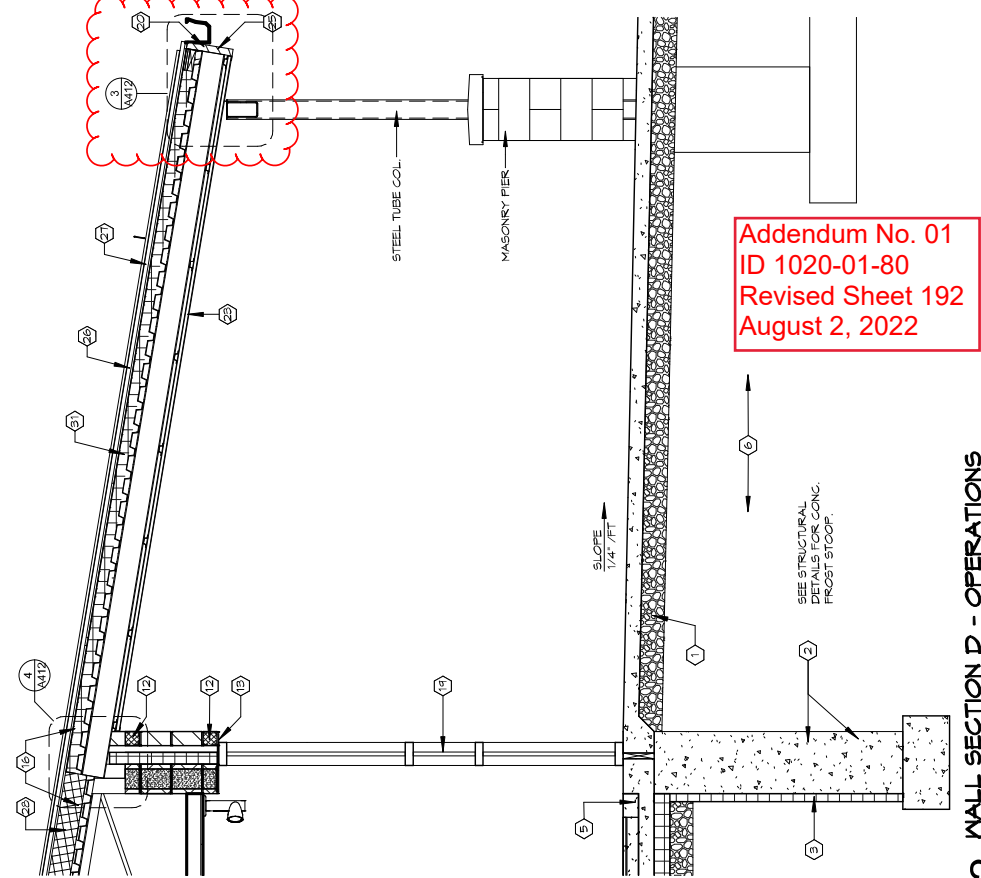 20
25
3
A412
27
26
31
23
STEEL TUBE COL.
MASONRY PIER
Addendum No. 01
ID 1020-01-80
Revised Sheet 192
August 2, 2022
6
SLOPE
1/4" /FT
SEE STRUCTURAL
DETAILS FOR CONC.
FROST STOOP.
1
2
4
A412
16
28
12
12
13
19
5
3
WALL SECTION D - OPERATIONS